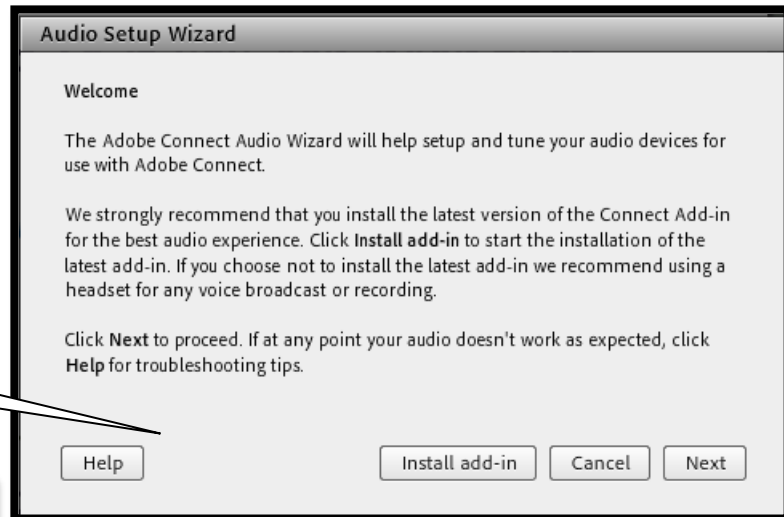 Audio Setup Wizard
Welcome
The Adobe Connect Audio Wizard will help setup and tune your audio devices for
use with Adobe Connect.
We strongly recommend that you install the latest version of the Connect Add-in
for the best audio experience. Click Install add-in to start the installation of the
latest add-in. If you choose not to install the latest add-in we recommend using a
headset for any voice broadcast or recording.
Click Next to proceed. If at any point your audio doesn't work as expected, click
Help for troubleshooting tips.
Help Install add-in Cancel Next